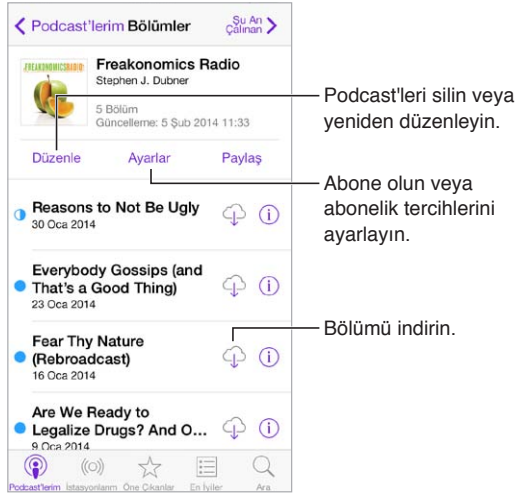 Podcast'lerim Bölümler
Şu An
Çalınan
FREAKONOMICS RADIO
Freakonomics Radio
Stephen J. Dubner
5 Bölüm
Güncelleme: 5 Şub 2014 11:33
Düzenle
Ayarlar
Paylaş
Reasons to Not Be Ugly
30 Oca 2014
Everybody Gossips (and
That's a Good Thing)
23 Oca 2014
Fear Thy Nature
(Rebroadcast)
16 Oca 2014
Are We Ready to
Legalize Drugs? And O...
9 Oca 2014
Podcast'lerim
İstasyonlarım
Öne Çıkanlar
En İyiler
Ara
Podcast'leri silin veya
yeniden düzenleyin.
Abone olun veya
abonelik tercihlerini
ayarlayın.
Bölümü indirin.